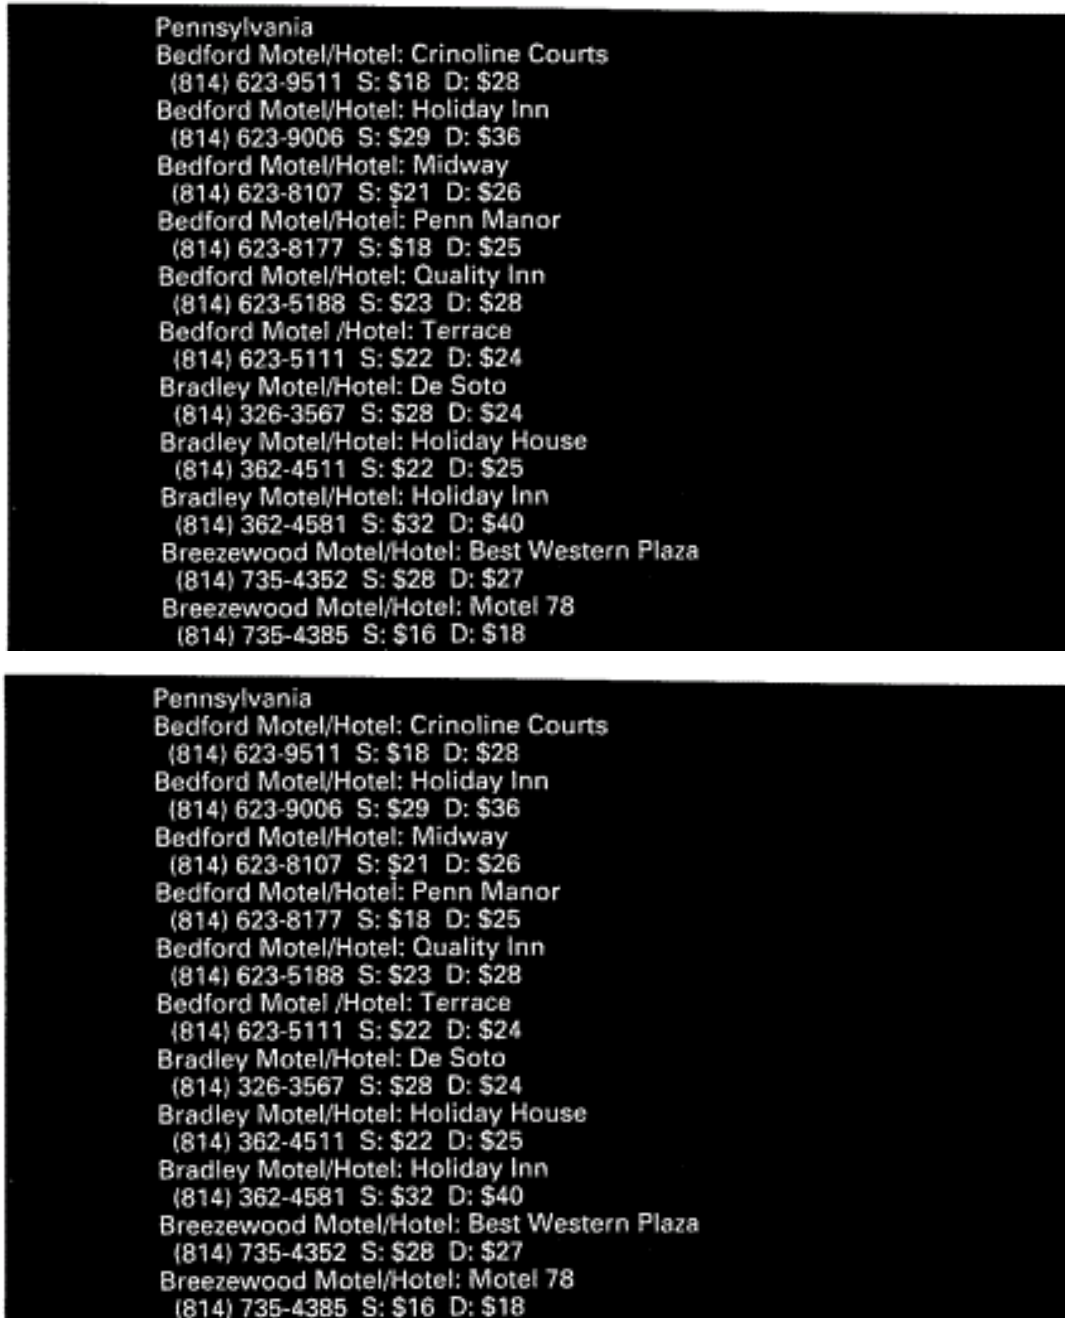 Pennsylvania
Bedford Motel/Hotel: Crinoline Courts
(814) 623-9511 S: $18 D: $28
Bedford Motel/Hotel: Holiday Inn
(814) 623-9006 S: $29 D: $36
Bedford Motel/Hotel: Midway
(814) 623-8107 S: $21 D: $26
Bedford Motel/Hotel: Penn Manor
(814) 623-8177 S: $18 D: $25
Bedford Motel/Hotel: Quality Inn
(814) 623-5188 S: $23 D: $28
Bedford Motel /Hotel: Terrace
(814) 623-5111 S: $22 D: $24
Bradley Motel/Hotel: De Soto
(814) 326-3567 S: $28 D: $24
Bradley Motel/Hotel: Holiday House
(814) 362-4511 S: $22 D: $25
Bradley Motel/Hotel: Holiday Inn
(814) 362-4581 S: $32 D: $40
Breezewood Motel/Hotel: Best Western Plaza
(814) 735-4352 S: $28 D: $27
Breezewood Motel/Hotel: Motel 78
(814) 735-4385 S: $16 D: $18
Pennsylvania
Bedford Motel/Hotel: Crinoline Courts
(814) 623-9511 S: $18 D: $28
Bedford Motel/Hotel: Holiday Inn
(814) 623-9006 S: $29 D: $36
Bedford Motel/Hotel: Midway
(814) 623-8107 S: $21 D: $26
Bedford Motel/Hotel: Penn Manor
(814) 623-8177 S: $18 D: $25
Bedford Motel/Hotel: Quality Inn
(814) 623-5188 S: $23 D: $28
Bedford Motel /Hotel: Terrace
(814) 623-5111 S: $22 D: $24
Bradley Motel/Hotel: De Soto
(814) 326-3567 S: $28 D: $24
Bradley Motel/Hotel: Holiday House
(814) 362-4511 S: $22 D: $25
Bradley Motel/Hotel: Holiday Inn
(814) 362-4581 S: $32 D: $40
Breezewood Motel/Hotel: Best Western Plaza
(814) 735-4352 S: $28 D: $27
Breezewood Motel/Hotel: Motel 78
(814) 735-4385 S: $16 D: $18